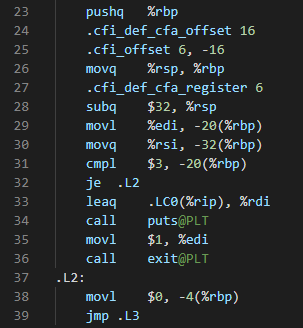 23 pushq %rbp
24 .cfi_def_cfa_offset 16
25 .cfi_offset 6, -16
26 movq %rsp, %rbp
27 .cfi_def_cfa_register 6
28 subq $32, %rsp
29 movl %edi, -20(%rbp)
30 movq %rsi, -32(%rbp)
31 cmpl $3, -20(%rbp)
32 je .L2
33 leaq .LC0(%rip), %rdi
34 call puts@PLT
35 movl $1, %edi
36 call exit@PLT
37 .L2:
38 movl $0, -4(%rbp)
39 jmp .L3